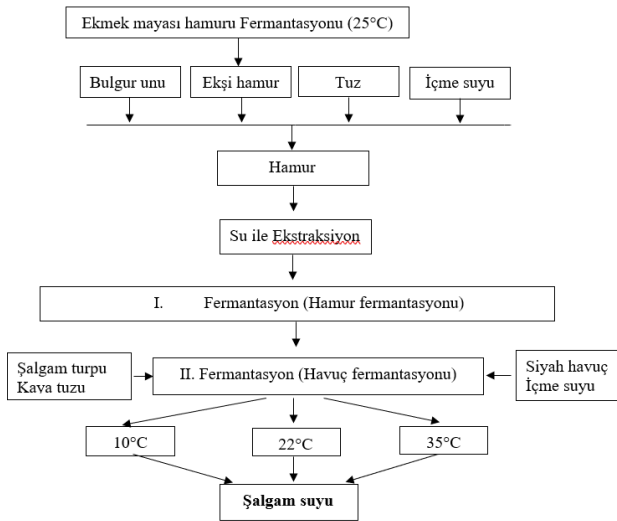 Ekmek mayası hamuru Fermantasyonu (25°C)
Bulgur unu
Ekşi hamur
Tuz
İçme suyu
Hamur
Su ile Ekstraksiyon
I. Fermantasyon (Hamur fermantasyonu)
Şalgam turpu
Kava tuzu
II. Fermantasyon (Havuç fermantasyonu)
Siyah havuç
İçme suyu
10°C
22°C
35°C
Şalgam suyu